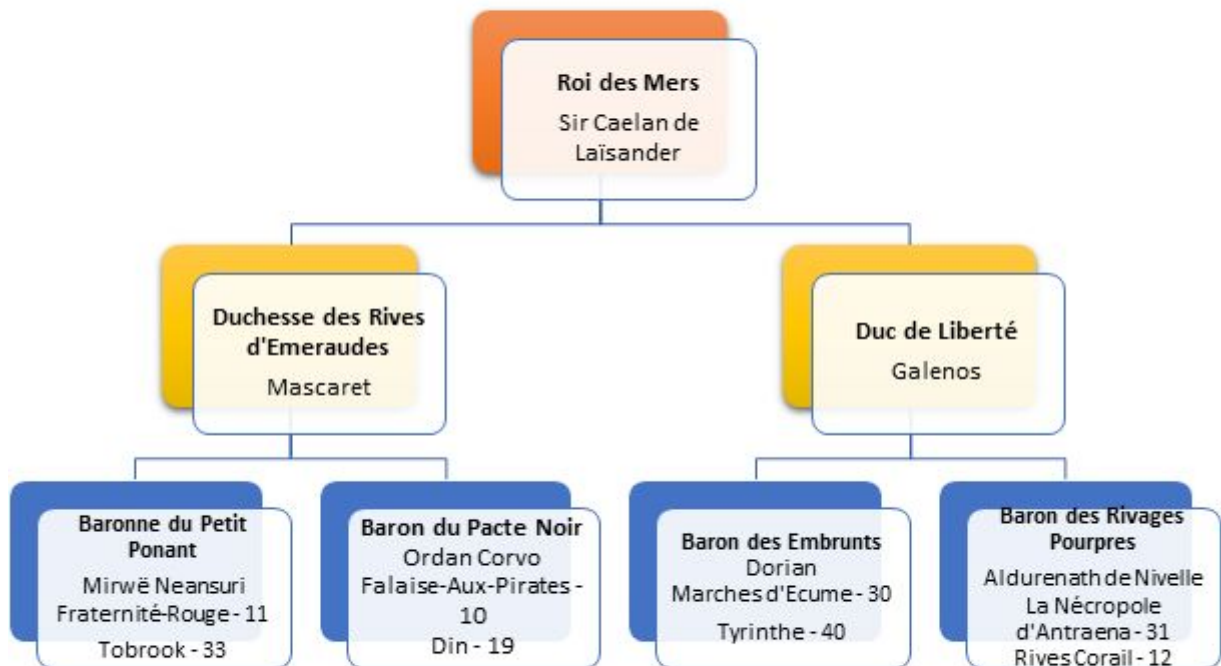 Roi des Mers
Sir Caelan de
Laïsander
Duchesse des Rives
d'Emeraudes
Mascaret
Duc de Liberté
Galenos
Baronne du Petit
Ponant
Mirwë Neansuri
Fraternité-Rouge - 11
Tobrook - 33
Baron du Pacte Noir
Ordan Corvo
Falaise-Aux-Pirates -
10
Din - 19
Baron des Embrunts
Dorian
Marches d'Ecume - 30
Tyrinthe - 40
Baron des Rivages
Pourpres
Aldurenath de Nivelle
La Nécropole
d'Antraena - 31
Rives Corail - 12